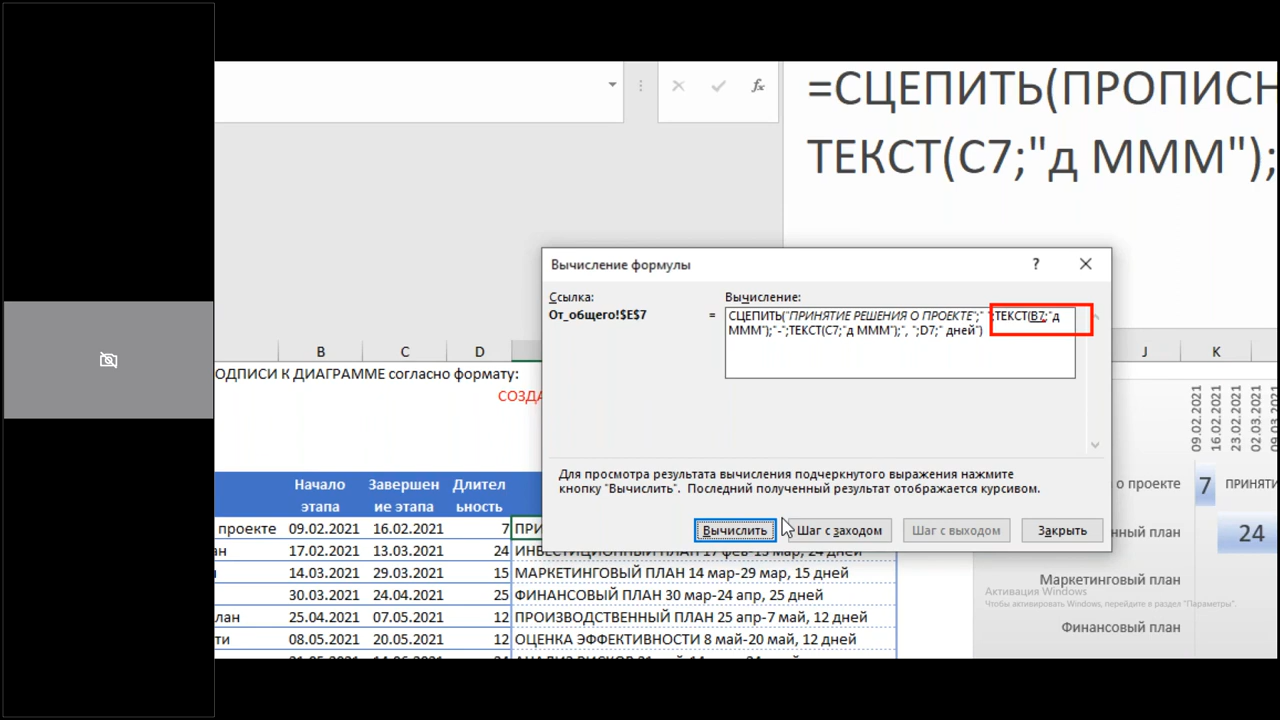 =СЦЕПИТЬ(ПРОПИСН
ТЕКСТ(C7;"д МММ");
fx
Вычисление формулы
?
Ссылка:
Вычисление:
От_общего!$E$7
=
СЦЕПИТЬ("ПРИНЯТИЕ РЕШЕНИЯ О ПРОЕКТЕ";" ";ТЕКСТ(B7;"д
МММ");"-";ТЕКСТ(C7;"д МММ");", ";D7;" дней")
Для просмотра результата вычисления подчеркнутого выражения нажмите
кнопку "Вычислить". Последний полученный результат отображается курсивом.
Вычислить
Шаг с заходом
Шаг с выходом
Закрыть
B C D J K
ОДПИСИ К ДИАГРАММЕ согласно формату:
СОЗДА
Начало этапа
Завершен ие этапа
Длител ьность
проекте 09.02.2021 16.02.2021 7 ПРИ
ан 17.02.2021 13.03.2021 24 ИНВЕСТИЦИОННЫЙ ПЛАН 17 фев-13 мар, 24 дней
14.03.2021 29.03.2021 15 МАРКЕТИНГОВЫЙ ПЛАН 14 мар-29 мар, 15 дней
30.03.2021 24.04.2021 25 ФИНАНСОВЫЙ ПЛАН 30 мар-24 апр, 25 дней
лан 25.04.2021 07.05.2021 12 ПРОИЗВОДСТВЕННЫЙ ПЛАН 25 апр-7 май, 12 дней
ти 08.05.2021 20.05.2021 12 ОЦЕНКА ЭФФЕКТИВНОСТИ 8 май-20 май, 12 дней
09.02.2021
16.02.2021
23.02.2021
02.03.2021
09.03.2021
о проекте 7 ПРИНЯТИ
нный план 24
Маркетинговый план
Финансовый план
Активация Windows
Чтобы активировать Windows, перейдите в раздел "Параметры".